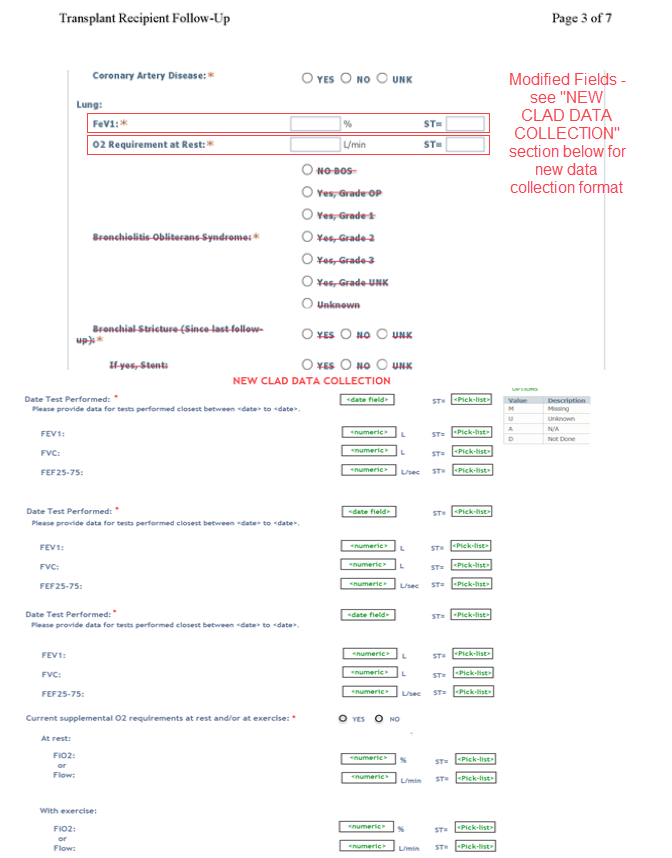 Transplant Recipient Follow-Up Page 3 of 7
Coronary Artery Disease:* YES NO UNK
Modified Fields -
see "NEW
CLAD DATA
COLLECTION"
section below for
new data
collection format
Lung:
FeV1:* % ST=
O2 Requirement at Rest:* L/min ST=
NO BOS
Yes, Grade OP
Yes, Grade 1
Bronchiolitis Obliterans Syndrome:* Yes, Grade 2
Yes, Grade 3
Yes, Grade UNK
Unknown
Bronchial Stricture (Since last follow-
up):* YES NO UNK
If yes, Stent: YES NO UNK
NEW CLAD DATA COLLECTION
OPTIONS
Value Description
M Missing
U Unknown
A N/A
D Not Done
Date Test Performed: * <date field> ST= <Pick-list>
Please provide data for tests performed closest between <date> to <date>.
FEV1: <numeric> L ST= <Pick-list>
FVC: <numeric> L ST= <Pick-list>
FEF25-75: <numeric> L/sec ST= <Pick-list>
Date Test Performed: * <date field> ST= <Pick-list>
Please provide data for tests performed closest between <date> to <date>.
FEV1: <numeric> L ST= <Pick-list>
FVC: <numeric> L ST= <Pick-list>
FEF25-75: <numeric> L/sec ST= <Pick-list>
Date Test Performed: * <date field> ST= <Pick-list>
Please provide data for tests performed closest between <date> to <date>.
FEV1: <numeric> L ST= <Pick-list>
FVC: <numeric> L ST= <Pick-list>
FEF25-75: <numeric> L/sec ST= <Pick-list>
Current supplemental O2 requirements at rest and/or at exercise: * YES NO
At rest:
FiO2: <numeric> % ST= <Pick-list>
or
Flow: <numeric> L/min ST= <Pick-list>
With exercise:
FiO2: <numeric> % ST= <Pick-list>
or
Flow: <numeric> L/min ST= <Pick-list>